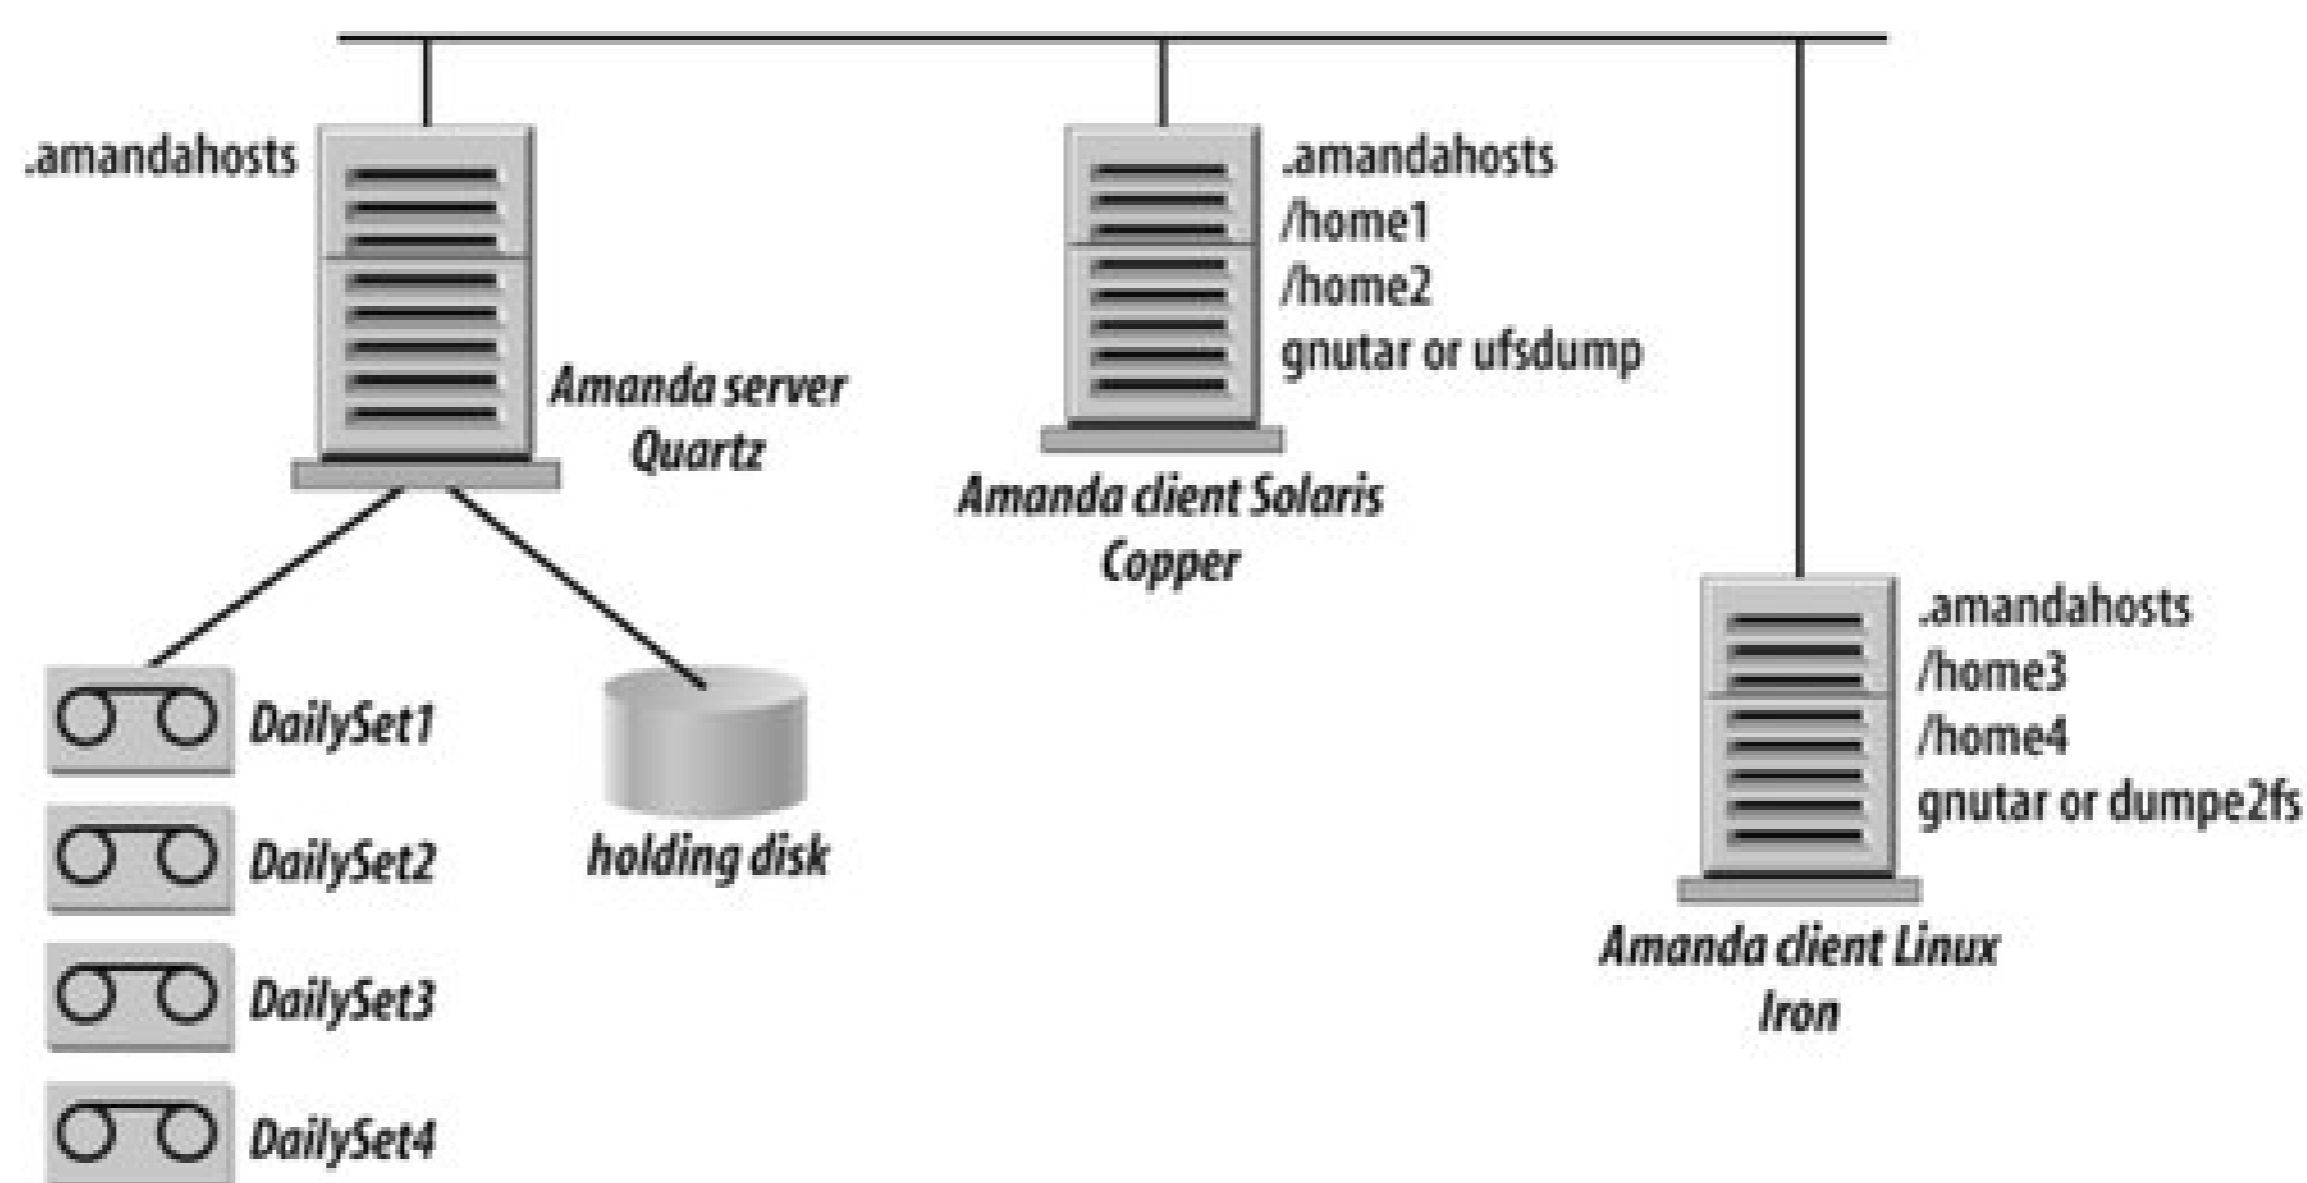 .amandahosts
Amanda server
Quartz
DailySet1
DailySet2
DailySet3
DailySet4
holding disk
.amandahosts
/home1
/home2
gnutar or ufsdump
Amanda client Solaris
Copper
.amandahosts
/home3
/home4
gnutar or dumpe2fs
Amanda client Linux
Iron